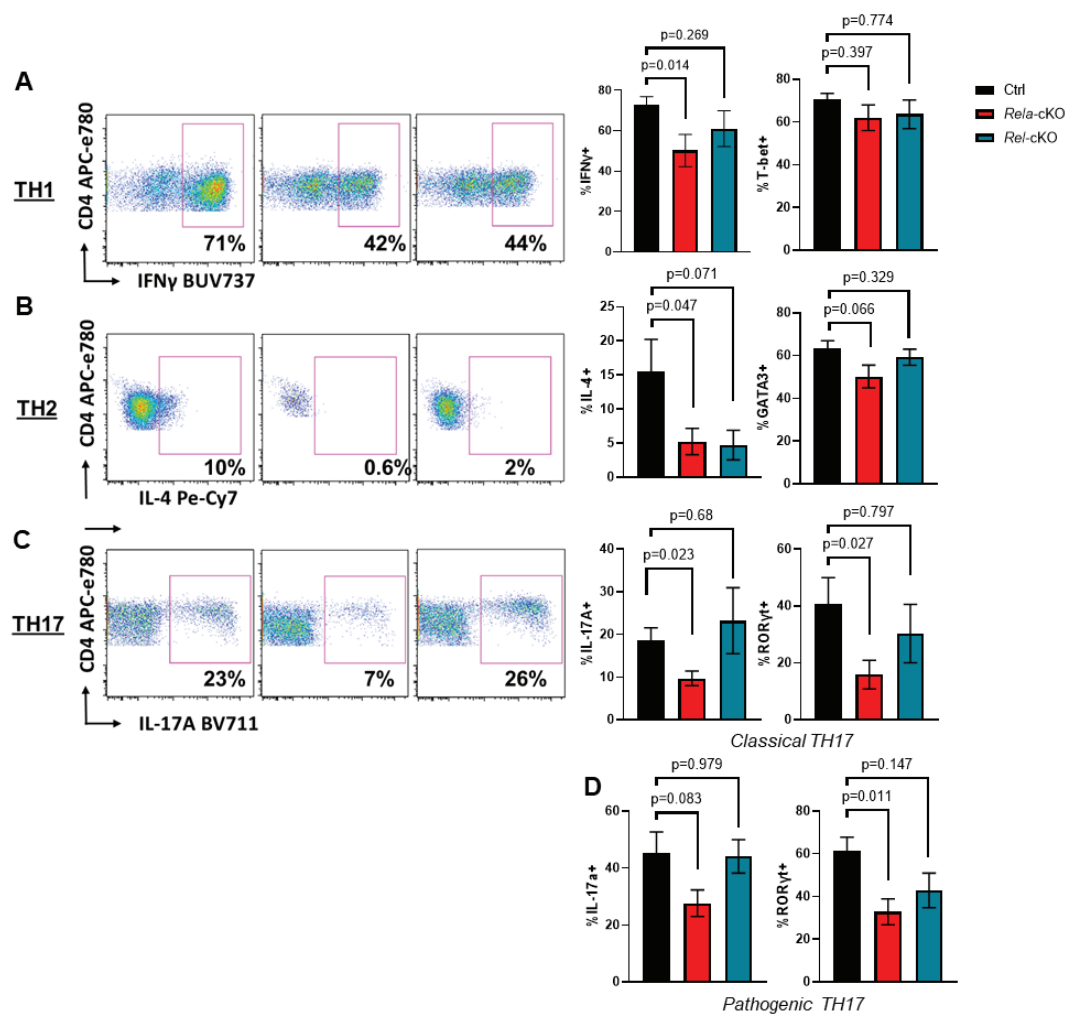 A
TH1
CD4 APC-e780
71%
42%
44%
IFNγ BUV737
p=0.269
p=0.014
%IFNγ+
80
60
40
20
0
p=0.774
p=0.397
%T-bet+
80
60
40
20
0
Ctrl
Rela-cKO
Rel-cKO
B
TH2
CD4 APC-e780
10%
0.6%
2%
IL-4 Pe-Cy7
p=0.071
p=0.047
%IL-4+
25
20
15
10
5
0
p=0.329
p=0.066
%GATA3+
80
60
40
20
0
C
TH17
CD4 APC-e780
23%
7%
26%
IL-17A BV711
p=0.68
p=0.023
%IL-17A+
40
30
20
10
0
p=0.797
p=0.027
%RORγt+
60
40
20
0
Classical TH17
D
p=0.979
p=0.083
%IL-17a+
60
40
20
0
p=0.147
p=0.011
%RORγt+
80
60
40
20
0
Pathogenic TH17